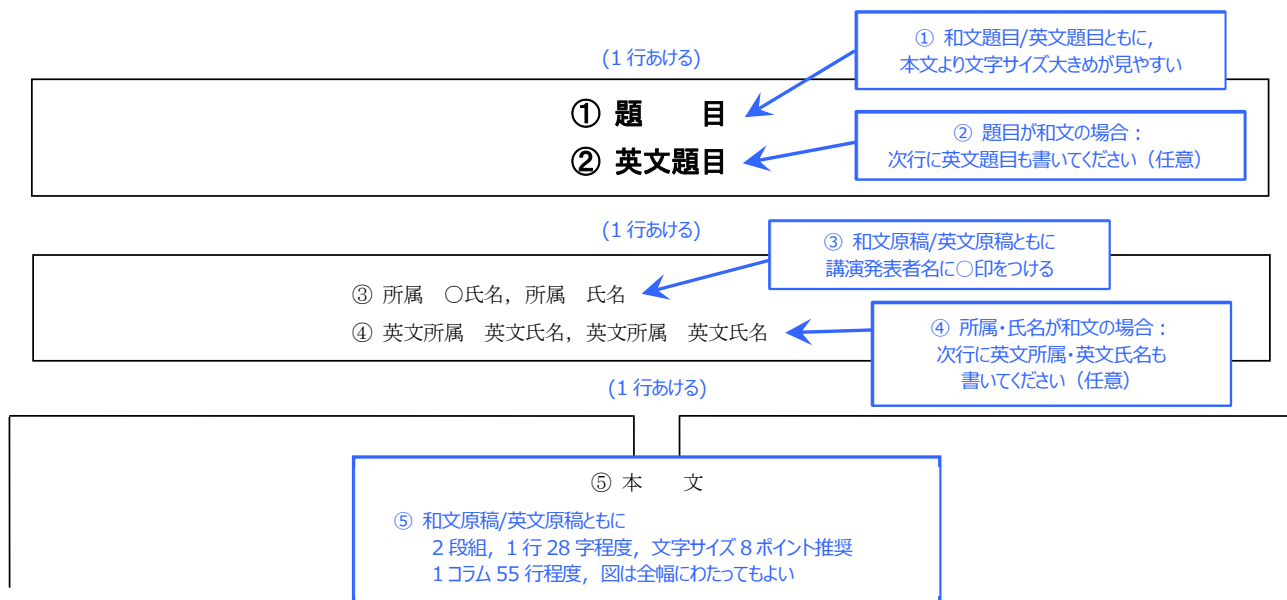 ① 和文題目/英文題目ともに，
本文より文字サイズ大きめが見やすい
(1 行あける)
① 題　　目
② 英文題目
② 題目が和文の場合：
次行に英文題目も書いてください（任意）
(1 行あける)
③ 和文原稿/英文原稿ともに
講演発表者名に○印をつける
③ 所属　○氏名，所属　氏名
④ 英文所属　英文氏名，英文所属　英文氏名
④ 所属・氏名が和文の場合：
次行に英文所属・英文氏名も
書いてください（任意）
(1 行あける)
⑤ 本　　文
⑤ 和文原稿/英文原稿ともに
2 段組，1 行 28 字程度，文字サイズ 8 ポイント推奨
1 コラム 55 行程度，図は全幅にわたってもよい